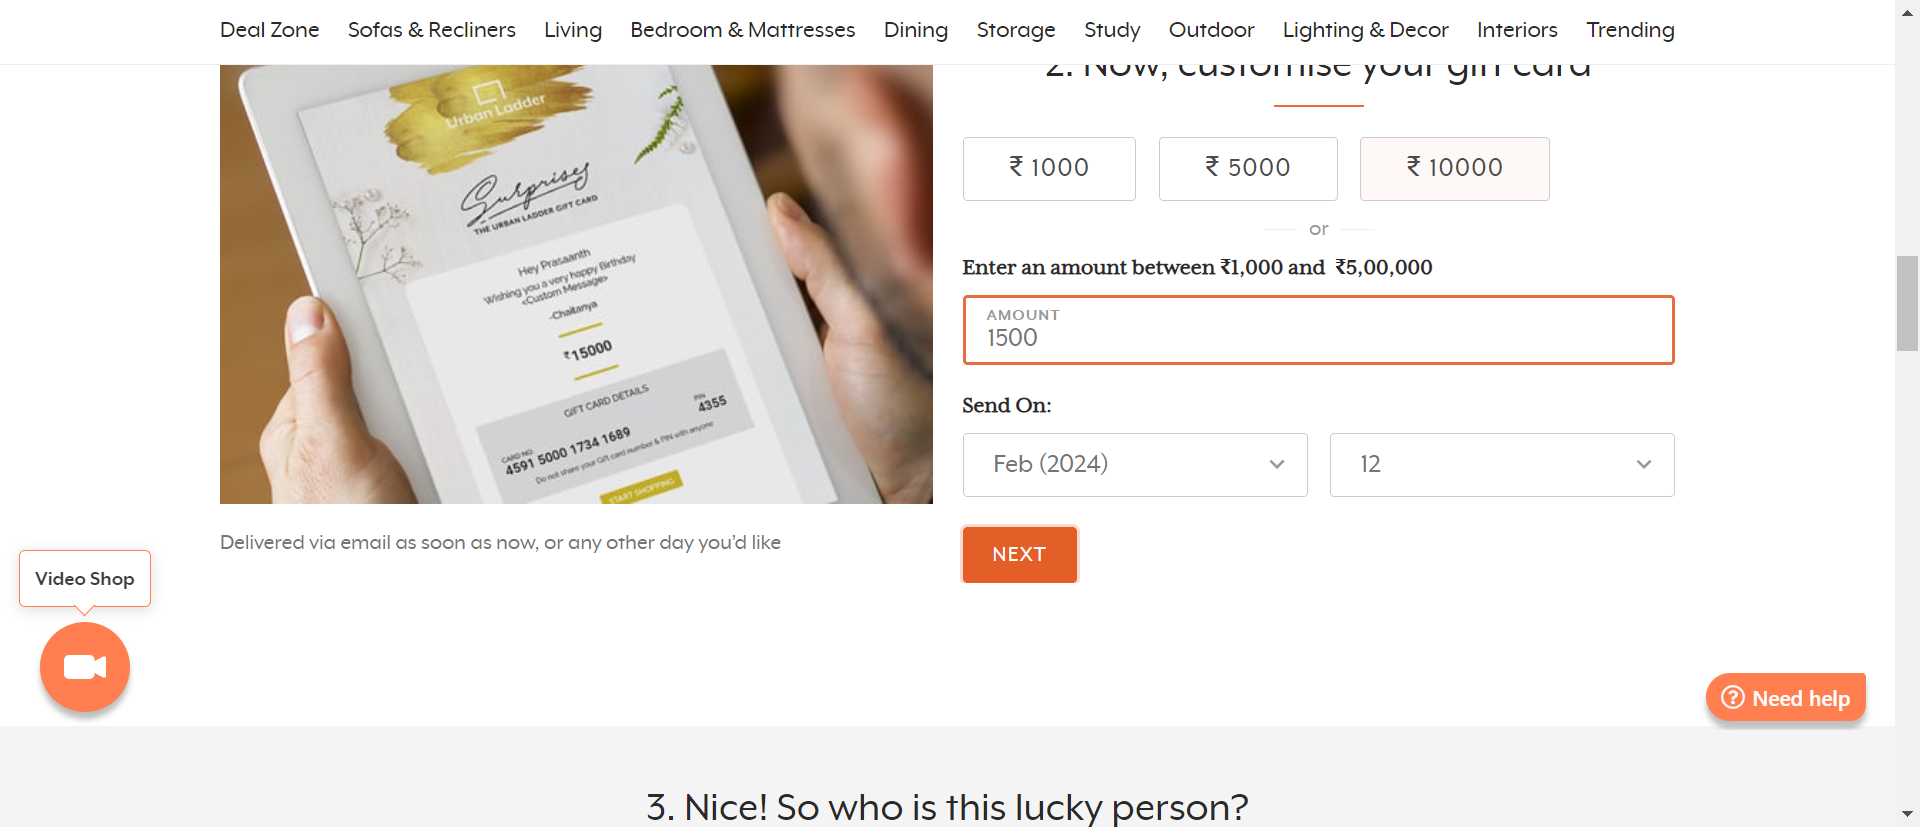 Deal Zone Sofas & Recliners Living Bedroom & Mattresses Dining Storage Study Outdoor Lighting & Decor Interiors Trending
Urban Ladder
Surprises
THE URBAN LADDER GIFT CARD
Hey Prasaanth
Wishing you a very happy Birthday
<Custom Message>
-Chaitanya
₹15000
GIFT CARD DETAILS
CARD NO
4591 5000 1734 1689
PIN
4355
Do not share your Gift card number & PIN with anyone
START SHOPPING
Delivered via email as soon as now, or any other day you'd like
2. Now, customise your gift card
₹ 1000 ₹ 5000 ₹ 10000
or
Enter an amount between ₹1,000 and ₹5,00,000
AMOUNT
1500
Send On:
Feb (2024) 12
NEXT
Video Shop
Need help
3. Nice! So who is this lucky person?